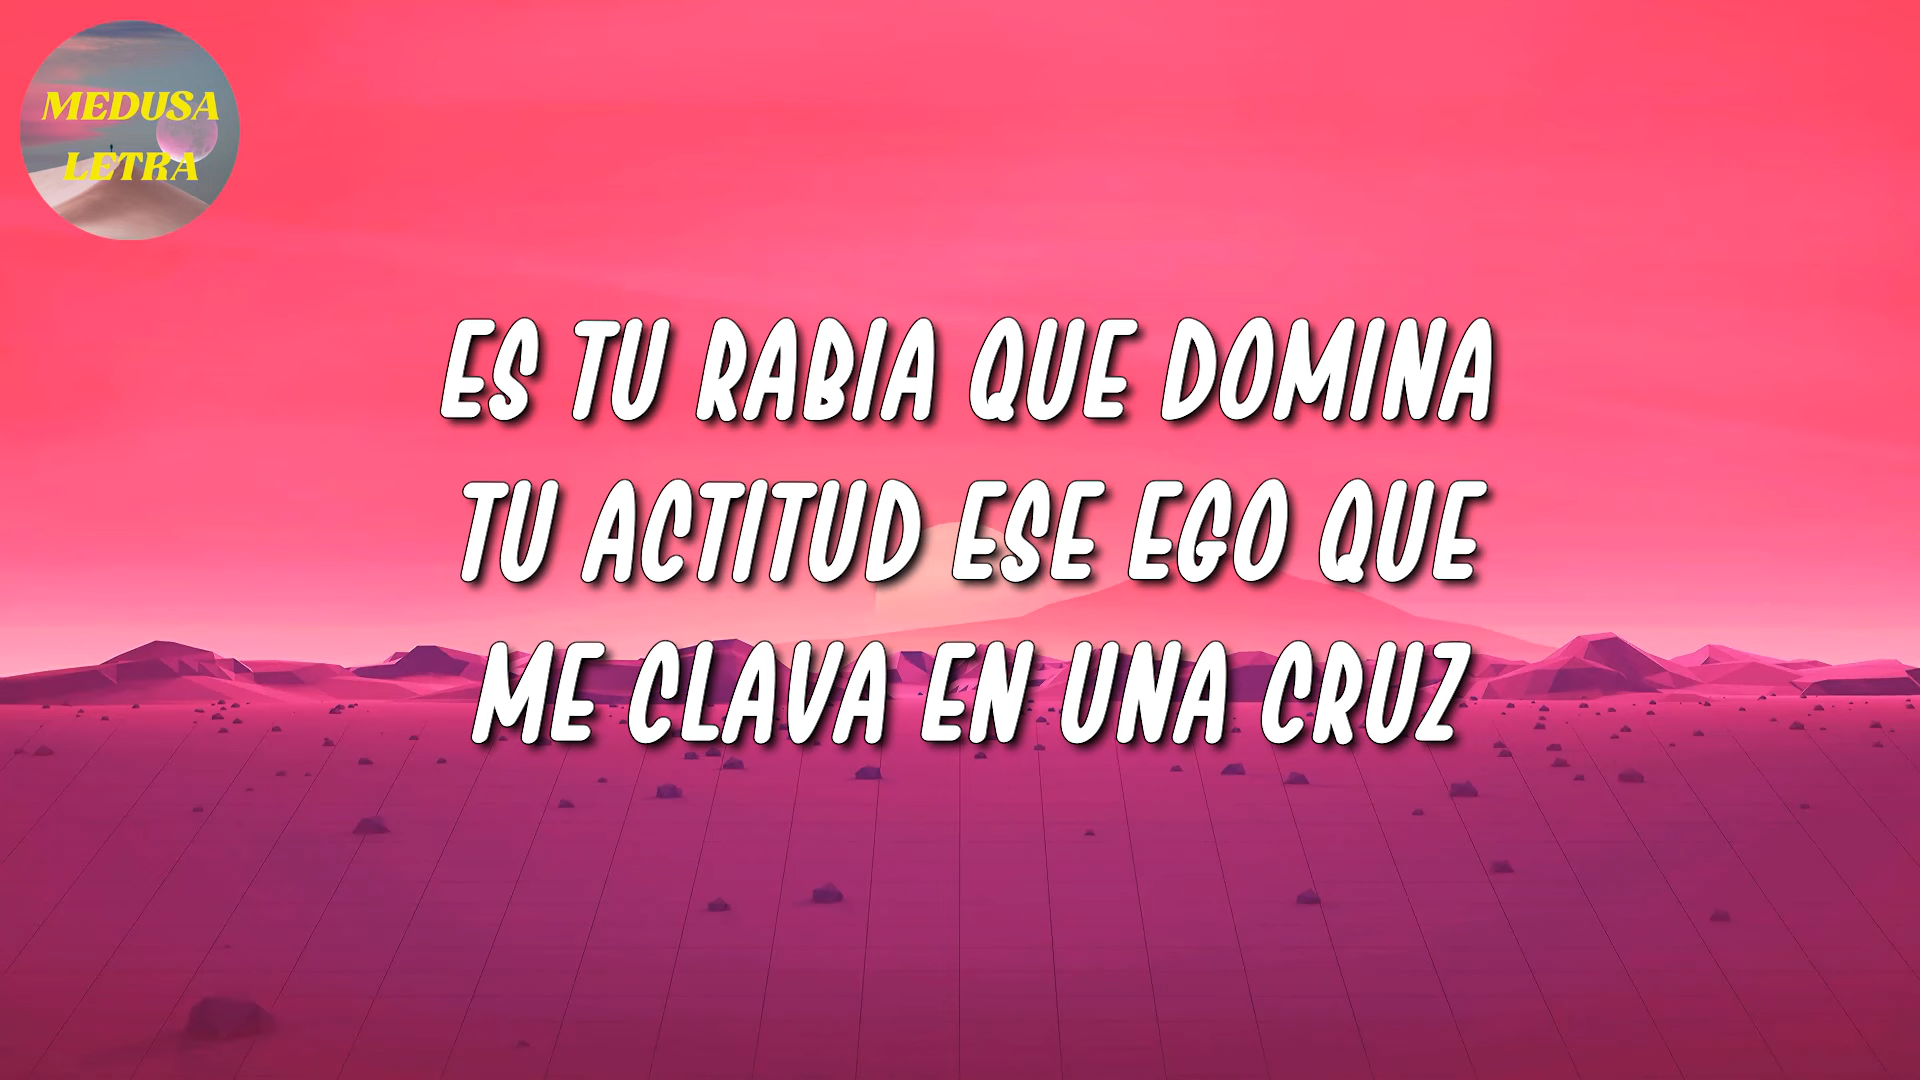 MEDUSA
LETRA
ES TU RABIA QUE DOMINA
TU ACTITUD ESE EGO QUE
ME CLAVA EN UNA CRUZ